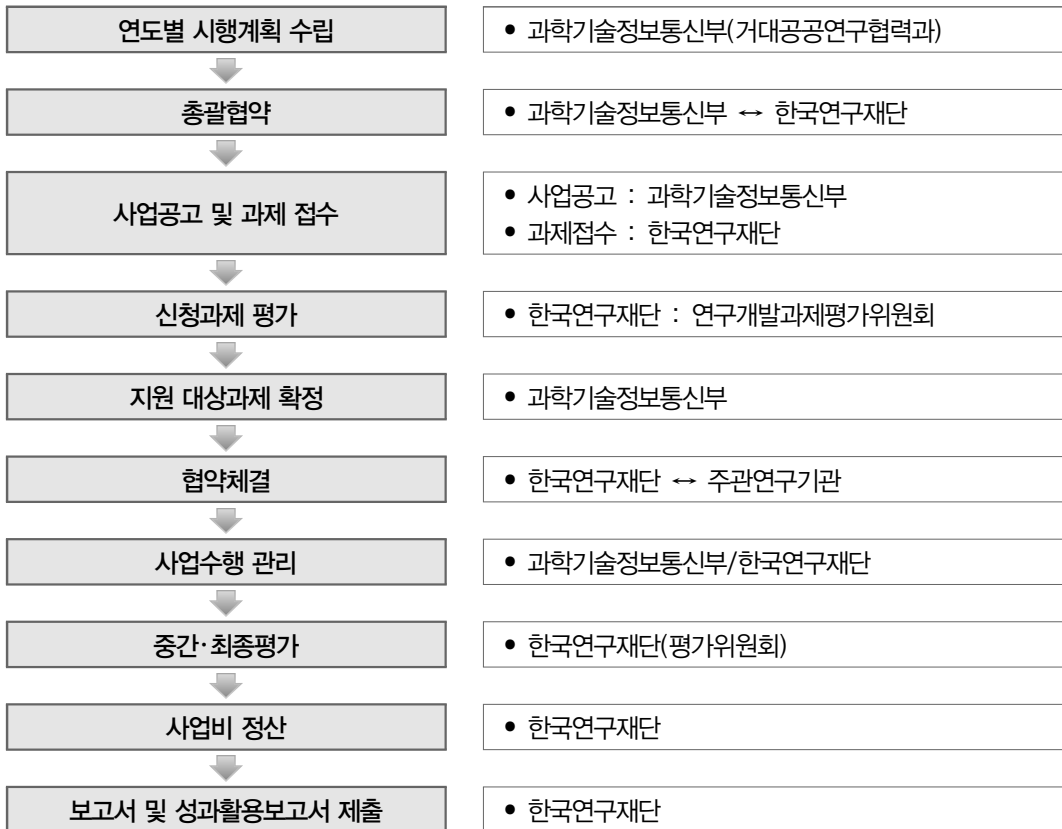 연도별 시행계획 수립
• 과학기술정보통신부(거대공공연구협력과)
총괄협약
• 과학기술정보통신부 ↔ 한국연구재단
사업공고 및 과제 접수
• 사업공고 : 과학기술정보통신부
• 과제접수 : 한국연구재단
신청과제 평가
• 한국연구재단 : 연구개발과제평가위원회
지원 대상과제 확정
• 과학기술정보통신부
협약체결
• 한국연구재단 ↔ 주관연구기관
사업수행 관리
• 과학기술정보통신부/한국연구재단
중간·최종평가
• 한국연구재단(평가위원회)
사업비 정산
• 한국연구재단
보고서 및 성과활용보고서 제출
• 한국연구재단